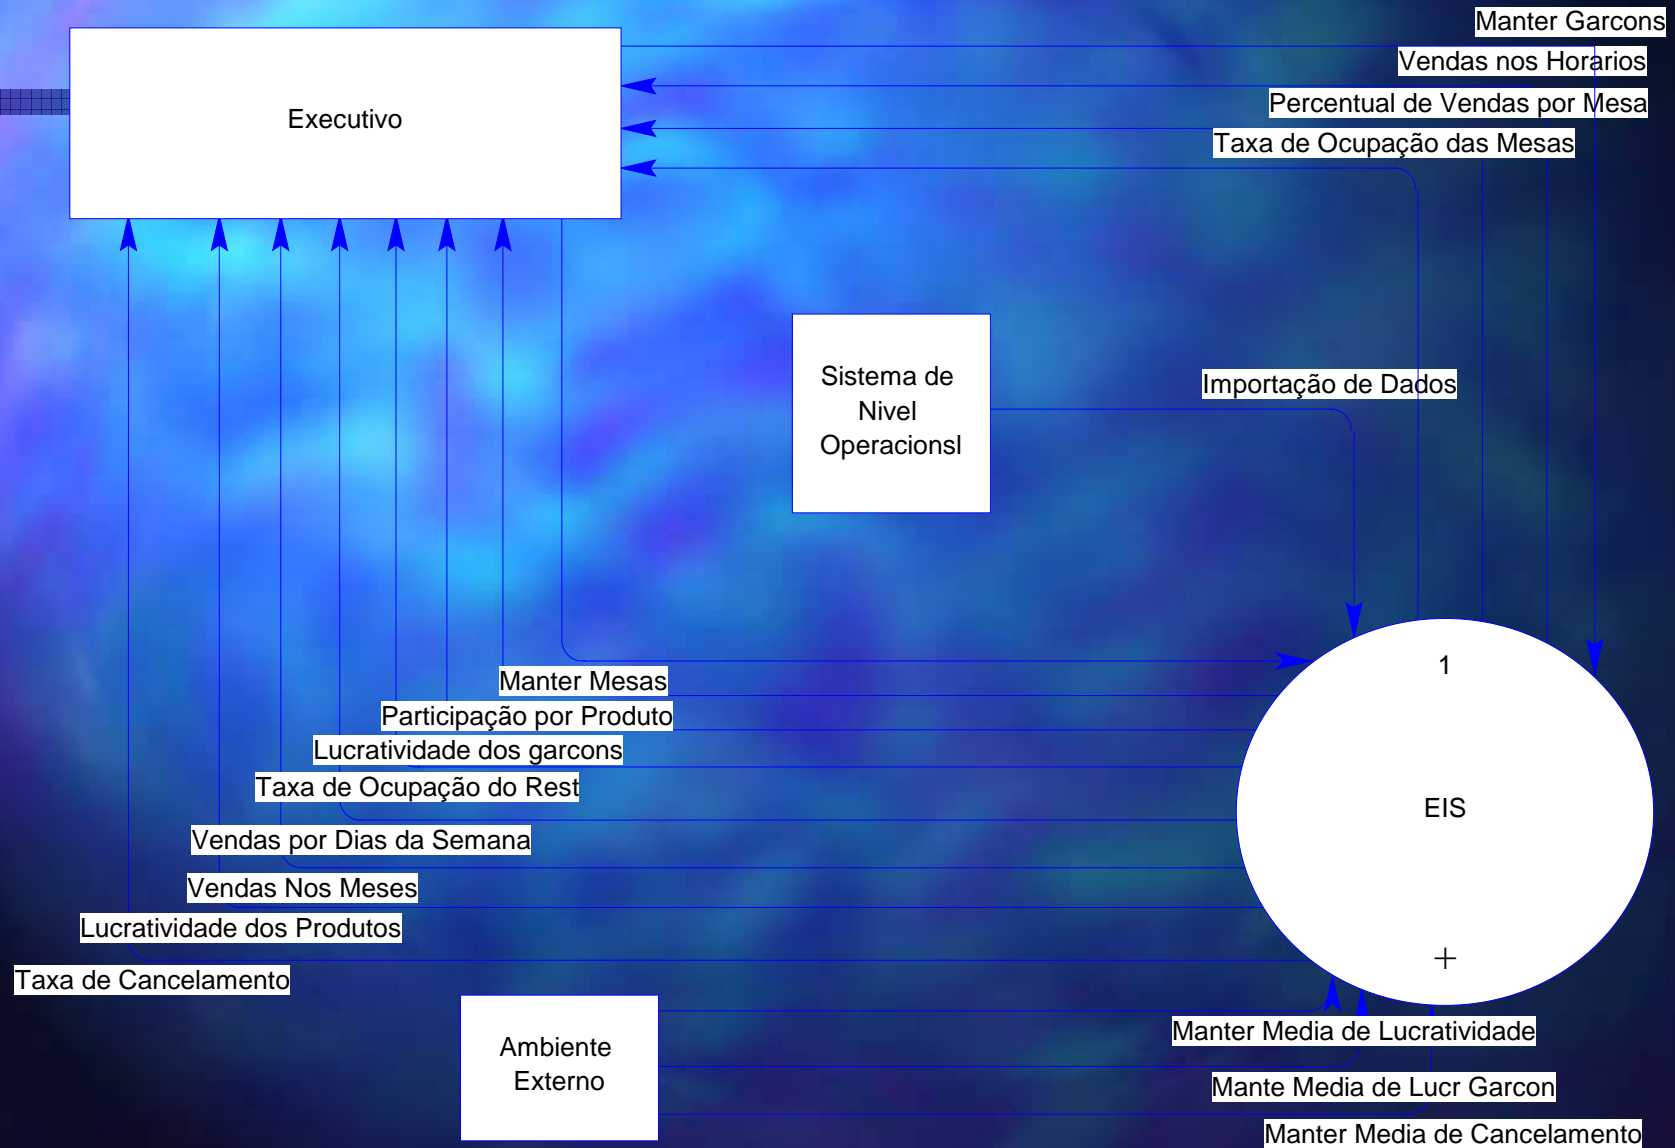 Manter Garcons
Vendas nos Horarios
Percentual de Vendas por Mesa
Executivo
Taxa de Ocupação das Mesas
Sistema de
Nivel
Operacionsl
Importação de Dados
1
Manter Mesas
Participação por Produto
Lucratividade dos garcons
Taxa de Ocupação do Rest
EIS
Vendas por Dias da Semana
Vendas Nos Meses
Lucratividade dos Produtos
+
Taxa de Cancelamento
Manter Media de Lucratividade
Ambiente
Externo
Mante Media de Lucr Garcon
Manter Media de Cancelamento